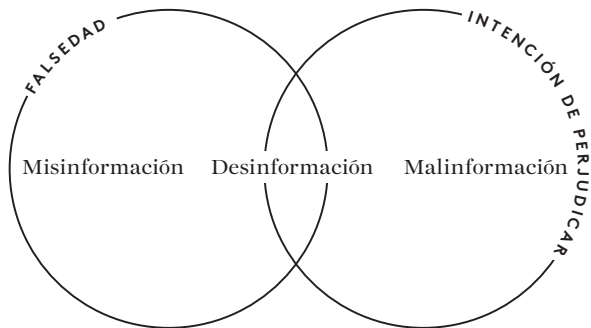 FALSEDAD
INTENCIÓN DE PERJUDICAR
Misinformación
Desinformación
Malinformación